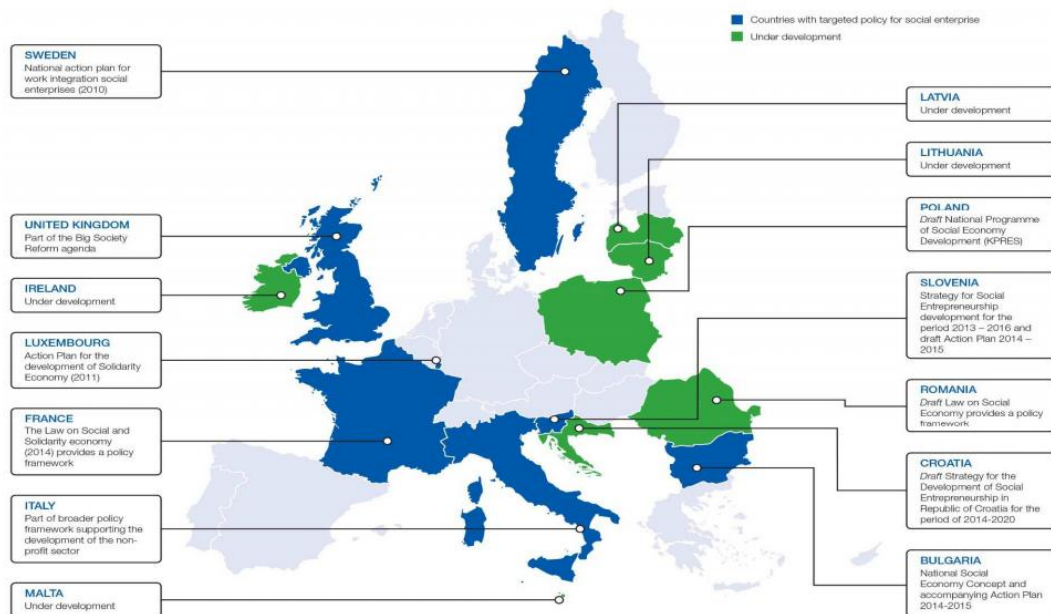 Countries with targeted policy for social enterprise
Under development
SWEDEN
National action plan for
work integration social
enterprises (2010)
UNITED KINGDOM
Part of the Big Society
Reform agenda
IRELAND
Under development
LUXEMBOURG
Action Plan for the
development of Solidarity
Economy (2011)
FRANCE
The Law on Social and
Solidarity economy
(2014) provides a policy
framework
ITALY
Part of broader policy
framework supporting the
development of the non-
profit sector
MALTA
Under development
LATVIA
Under development
LITHUANIA
Under development
POLAND
Draft National Programme
of Social Economy
Development (KPRES)
SLOVENIA
Strategy for Social
Entrepreneurship
development for the
period 2013 – 2016 and
draft Action Plan 2014 –
2015
ROMANIA
Draft Law on Social
Economy provides a policy
framework
CROATIA
Draft Strategy for the
Development of Social
Entrepreneurship in
Republic of Croatia for the
period of 2014-2020
BULGARIA
National Social
Economy Concept and
accompanying Action Plan
2014-2015